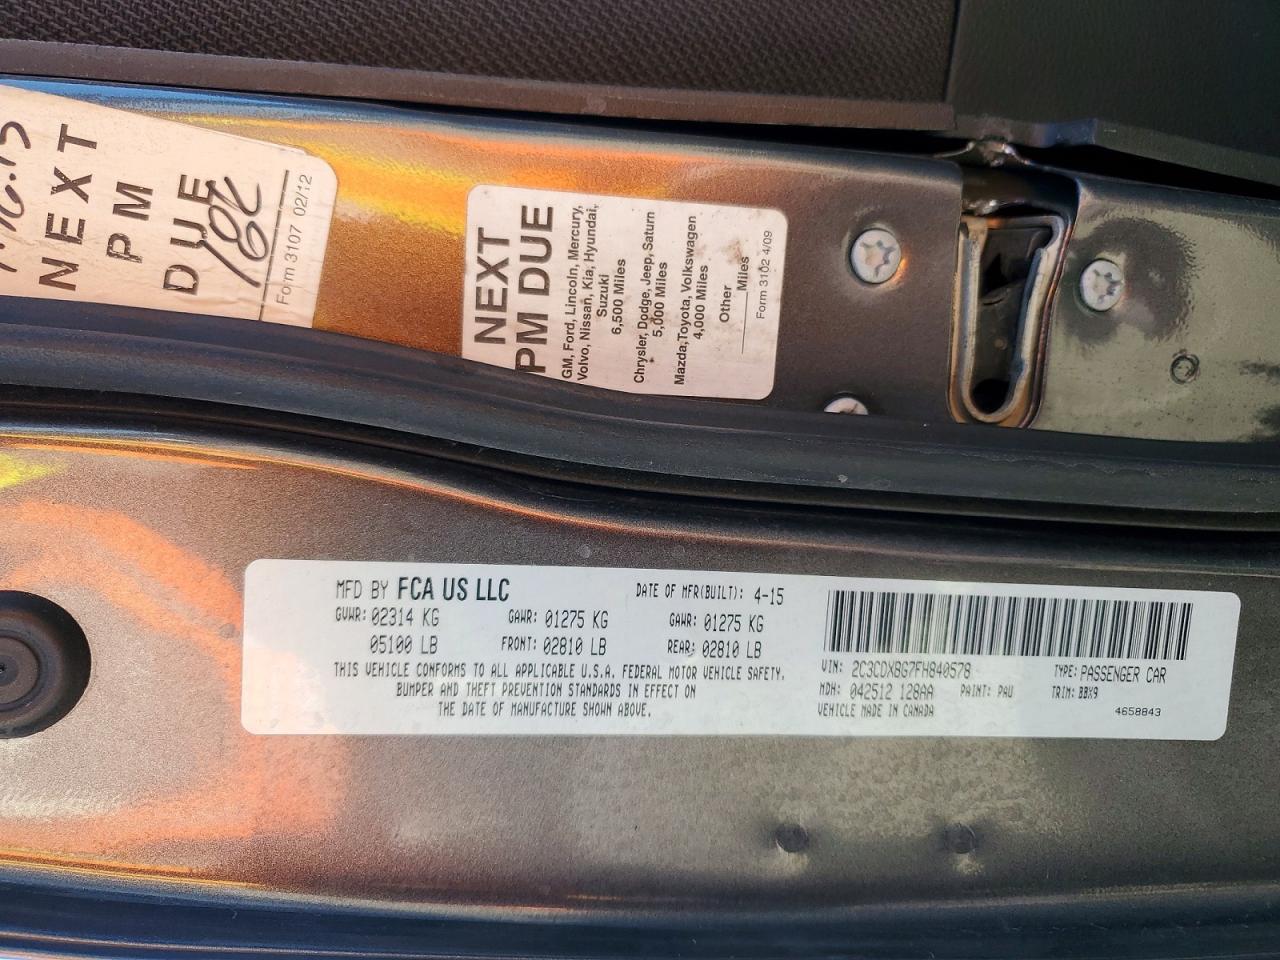 NEXT
PM
DUE
Form 3107 02/12
NEXT
PM DUE
GM, Ford, Lincoln, Mercury,
Volvo, Nissan, Kia, Hyundai,
Suzuki
6,500 Miles
Chrysler, Dodge, Jeep, Saturn
5,000 Miles
Mazda, Toyota, Volkswagen
4,000 Miles
Other
Miles
Form 3102 4/09
MFD BY FCA US LLC DATE OF MFR(BUILT): 4-15
GVWR: 02314 KG GAWR: 01275 KG GAWR: 01275 KG
05100 LB FRONT: 02810 LB REAR: 02810 LB
THIS VEHICLE CONFORMS TO ALL APPLICABLE U.S.A. FEDERAL MOTOR VEHICLE SAFETY,
BUMPER AND THEFT PREVENTION STANDARDS IN EFFECT ON
THE DATE OF MANUFACTURE SHOWN ABOVE.
VIN: 2C3CDXBG7FH840578 TYPE: PASSENGER CAR
MDH: 042512 128AA PAINT: PAU TRIM: BBX9
VEHICLE MADE IN CANADA 4658843